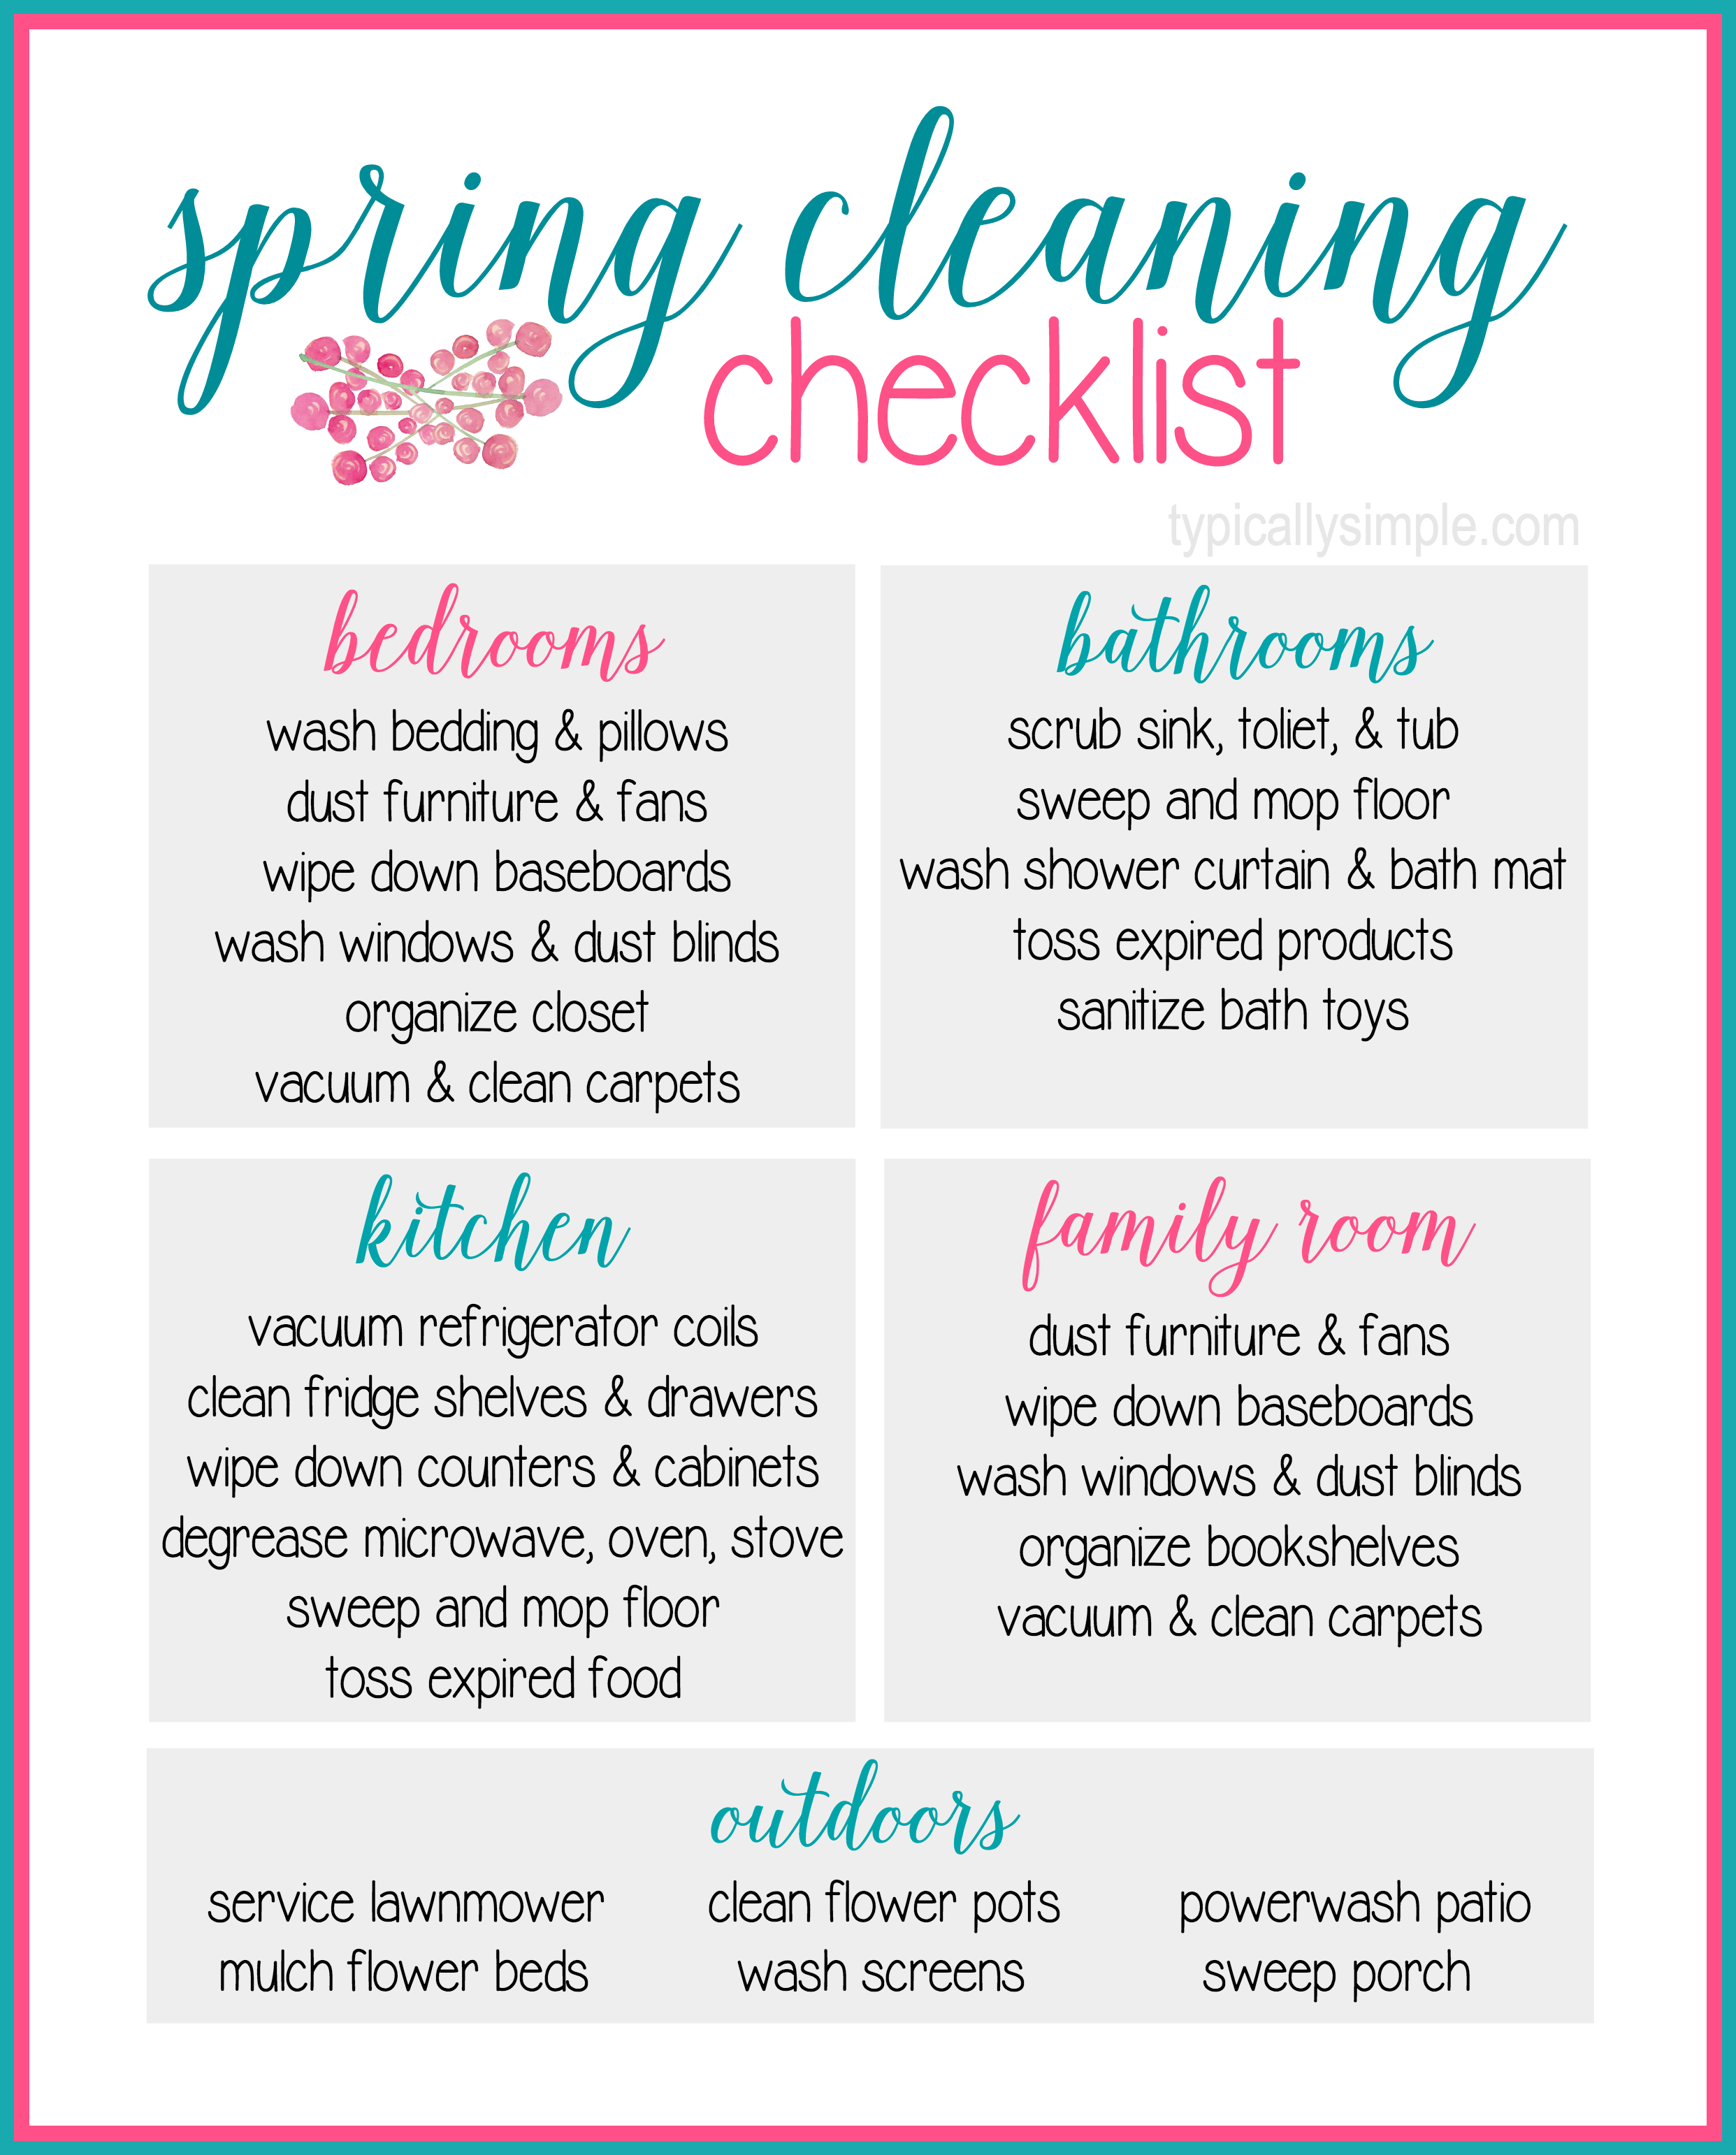 spring cleaning
checklist
typicallysimple.com
bedrooms
wash bedding & pillows
dust furniture & fans
wipe down baseboards
wash windows & dust blinds
organize closet
vacuum & clean carpets
bathrooms
scrub sink, toliet, & tub
sweep and mop floor
wash shower curtain & bath mat
toss expired products
sanitize bath toys
kitchen
vacuum refrigerator coils
clean fridge shelves & drawers
wipe down counters & cabinets
degrease microwave, oven, stove
sweep and mop floor
toss expired food
family room
dust furniture & fans
wipe down baseboards
wash windows & dust blinds
organize bookshelves
vacuum & clean carpets
outdoors
service lawnmower
mulch flower beds
clean flower pots
wash screens
powerwash patio
sweep porch